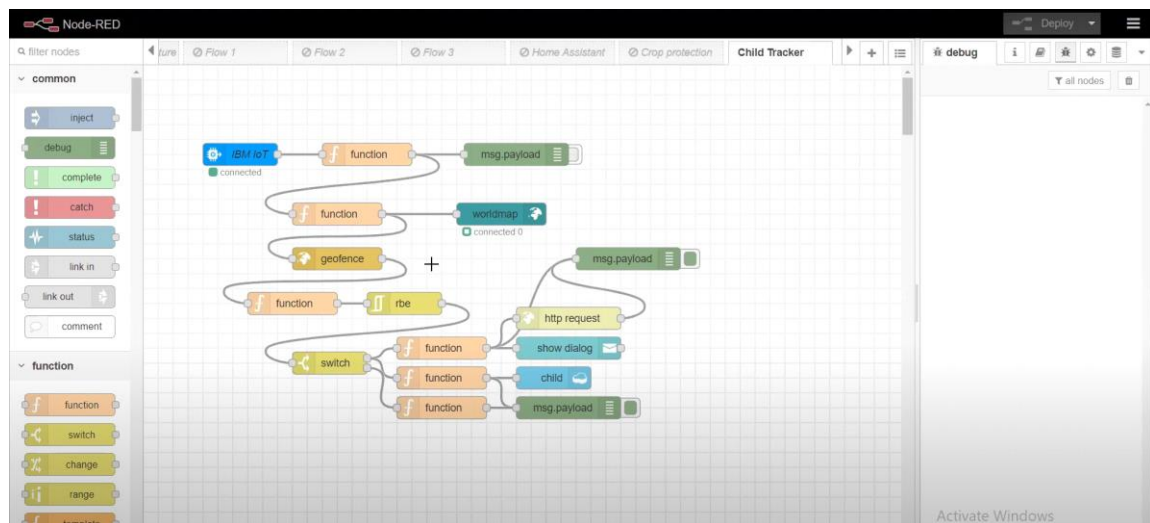 Node-RED
Deploy
filter nodes
ture
Flow 1
Flow 2
Flow 3
Home Assistant
Crop protection
Child Tracker
debug
all nodes
common
inject
debug
complete
catch
status
link in
link out
comment
function
function
switch
change
range
template
IBM IoT
connected
function
msg.payload
function
worldmap
connected 0
geofence
msg.payload
function
rbe
http request
switch
function
show dialog
function
child
function
msg.payload
Activate Windows